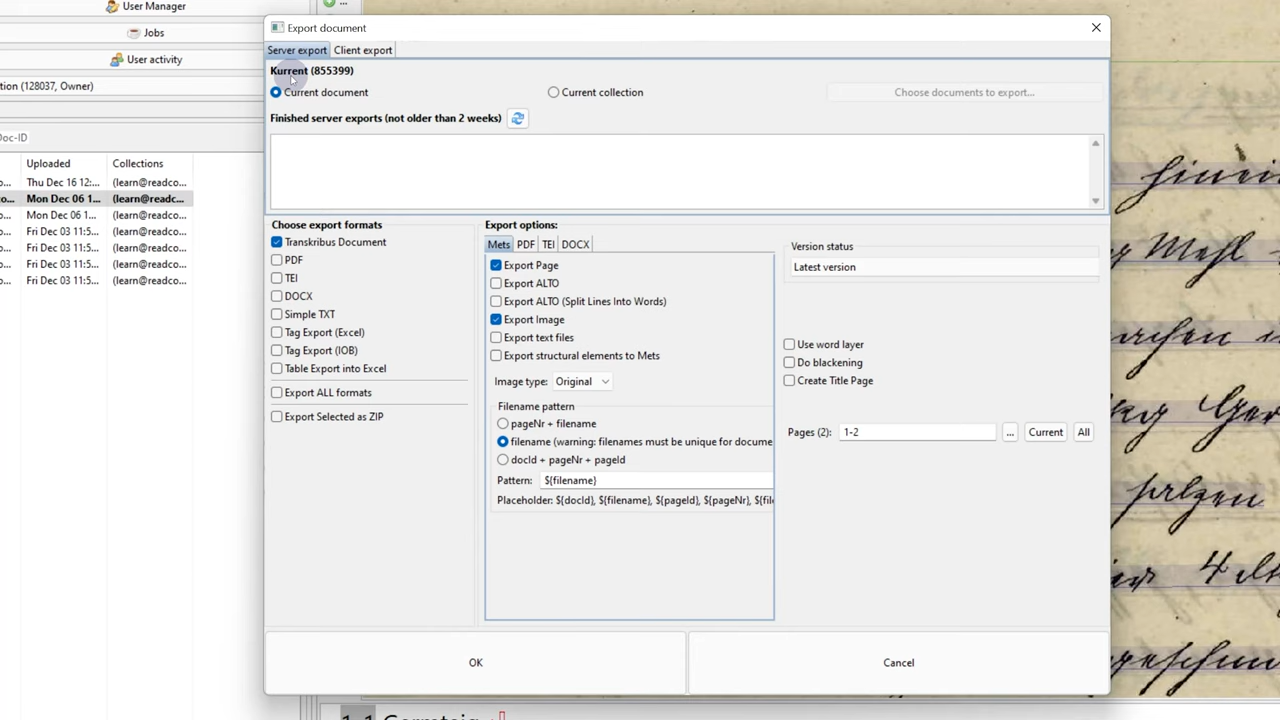 User Manager
...
Export document
Jobs
Server export Client export
User activity
Kurrent (855399)
tion (128037, Owner)
Current document Current collection Choose documents to export...
Finished server exports (not older than 2 weeks)
Doc-ID
Uploaded Collections
o... Thu Dec 16 12:... (learn@readco...
o... Mon Dec 06 1... (learn@readc...
o... Mon Dec 06 1... (learn@readco...
o... Fri Dec 03 11:5... (learn@readco...
o... Fri Dec 03 11:5... (learn@readco...
o... Fri Dec 03 11:5... (learn@readco...
o... Fri Dec 03 11:5... (learn@readco...
Choose export formats
Transkribus Document
PDF
TEI
DOCX
Simple TXT
Tag Export (Excel)
Tag Export (IOB)
Table Export into Excel
Export ALL formats
Export Selected as ZIP
Export options:
Mets PDF TEI DOCX
Export Page
Export ALTO
Export ALTO (Split Lines Into Words)
Export Image
Export text files
Export structural elements to Mets
Image type: Original
Filename pattern
pageNr + filename
filename (warning: filenames must be unique for docume
docId + pageNr + pageId
Pattern: ${filename}
Placeholder: ${docId}, ${filename}, ${pageId}, ${pageNr}, ${fil
Version status
Latest version
Use word layer
Do blackening
Create Title Page
Pages (2): 1-2 ... Current All
OK Cancel
Mehl